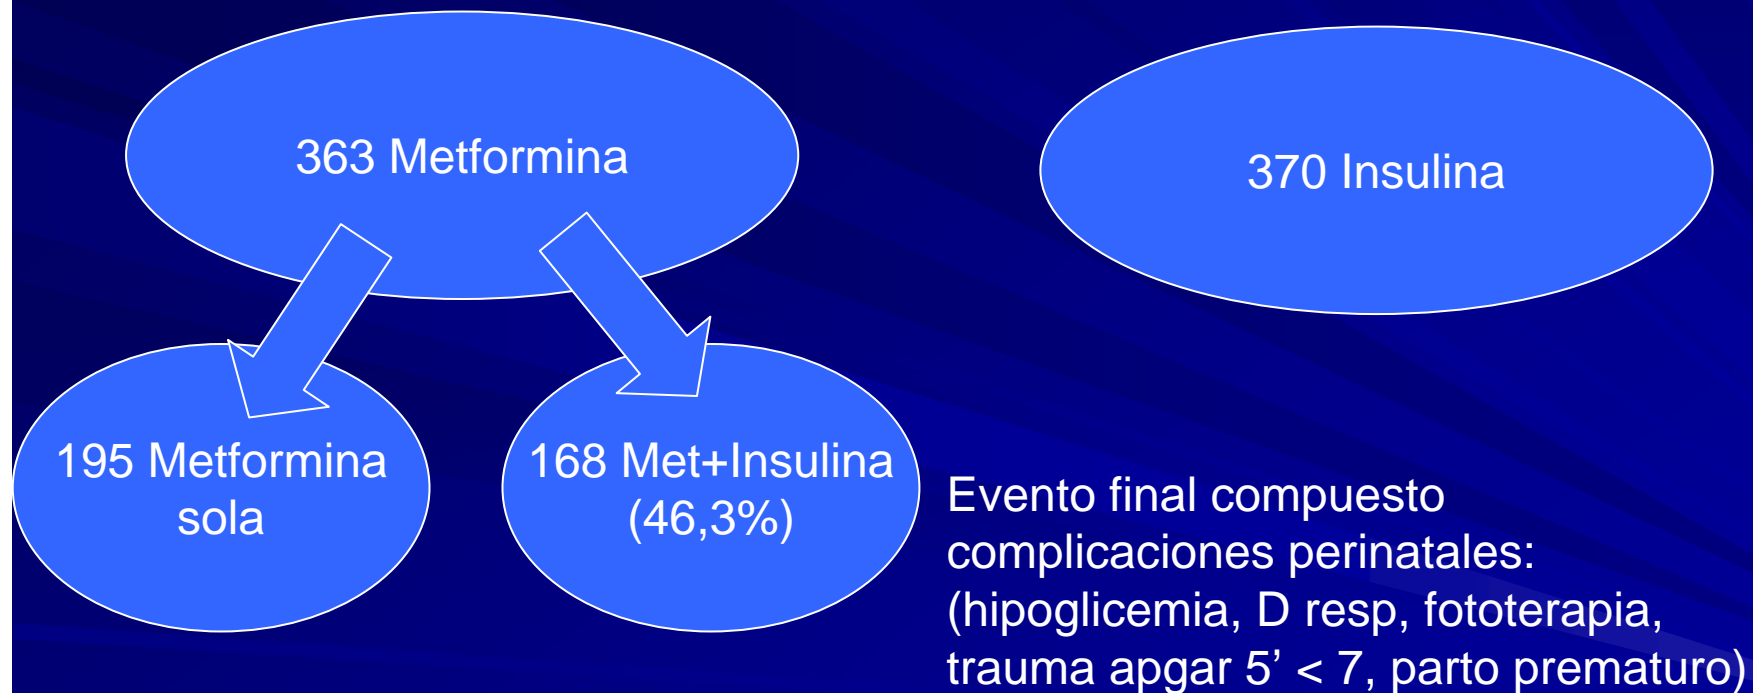 363 Metformina
370 Insulina
195 Metformina
sola
168 Met+Insulina
(46,3%)
Evento final compuesto
complicaciones perinatales:
(hipoglicemia, D resp, fototerapia,
trauma apgar 5’ < 7, parto prematuro)